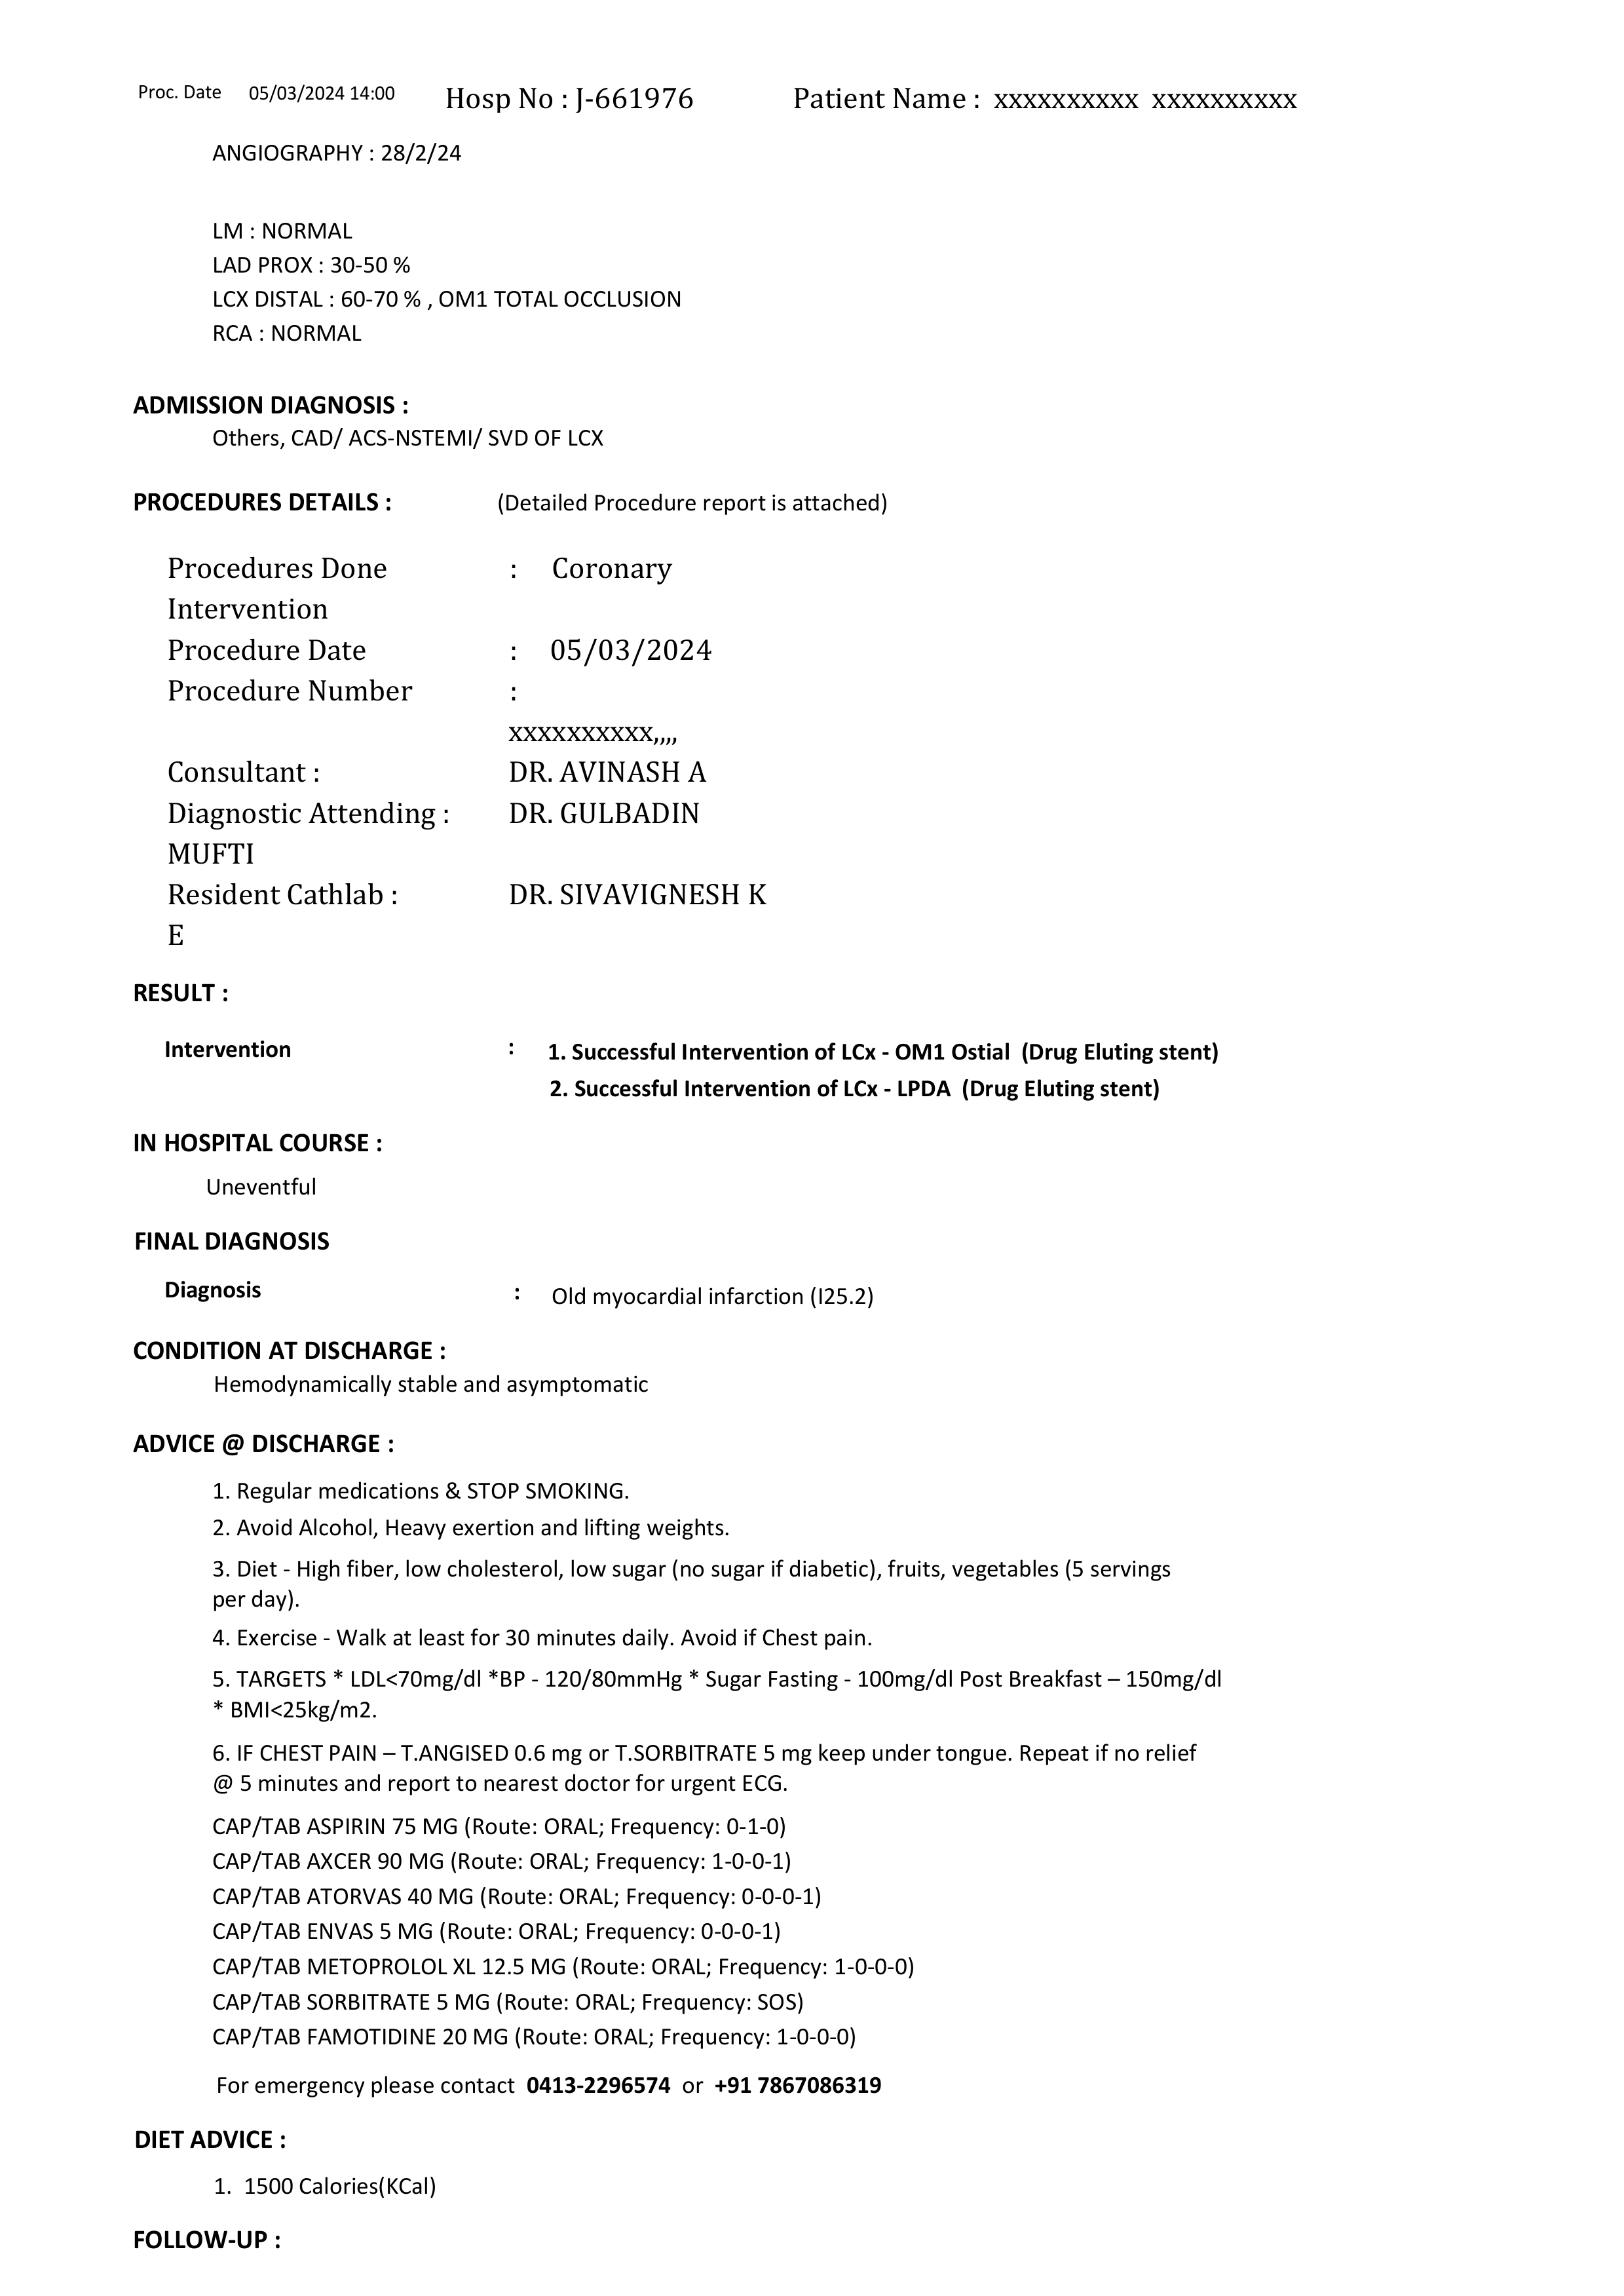 Proc. Date 05/03/2024 14:00 Hosp No : J-661976 Patient Name : xxxxxxxxxx xxxxxxxxxx
ANGIOGRAPHY : 28/2/24
LM : NORMAL
LAD PROX : 30-50 %
LCX DISTAL : 60-70 % , OM1 TOTAL OCCLUSION
RCA : NORMAL
ADMISSION DIAGNOSIS :
Others, CAD/ ACS-NSTEMI/ SVD OF LCX
PROCEDURES DETAILS : (Detailed Procedure report is attached)
Procedures Done : Coronary
Intervention
Procedure Date : 05/03/2024
Procedure Number :
xxxxxxxxxx,,,,
Consultant : DR. AVINASH A
Diagnostic Attending : DR. GULBADIN
MUFTI
Resident Cathlab : DR. SIVAVIGNESH K
E
RESULT :
Intervention : 1. Successful Intervention of LCx - OM1 Ostial (Drug Eluting stent)
2. Successful Intervention of LCx - LPDA (Drug Eluting stent)
IN HOSPITAL COURSE :
Uneventful
FINAL DIAGNOSIS
Diagnosis : Old myocardial infarction (I25.2)
CONDITION AT DISCHARGE :
Hemodynamically stable and asymptomatic
ADVICE @ DISCHARGE :
1. Regular medications & STOP SMOKING.
2. Avoid Alcohol, Heavy exertion and lifting weights.
3. Diet - High fiber, low cholesterol, low sugar (no sugar if diabetic), fruits, vegetables (5 servings
per day).
4. Exercise - Walk at least for 30 minutes daily. Avoid if Chest pain.
5. TARGETS * LDL<70mg/dl *BP - 120/80mmHg * Sugar Fasting - 100mg/dl Post Breakfast – 150mg/dl
* BMI<25kg/m2.
6. IF CHEST PAIN – T.ANGISED 0.6 mg or T.SORBITRATE 5 mg keep under tongue. Repeat if no relief
@ 5 minutes and report to nearest doctor for urgent ECG.
CAP/TAB ASPIRIN 75 MG (Route: ORAL; Frequency: 0-1-0)
CAP/TAB AXCER 90 MG (Route: ORAL; Frequency: 1-0-0-1)
CAP/TAB ATORVAS 40 MG (Route: ORAL; Frequency: 0-0-0-1)
CAP/TAB ENVAS 5 MG (Route: ORAL; Frequency: 0-0-0-1)
CAP/TAB METOPROLOL XL 12.5 MG (Route: ORAL; Frequency: 1-0-0-0)
CAP/TAB SORBITRATE 5 MG (Route: ORAL; Frequency: SOS)
CAP/TAB FAMOTIDINE 20 MG (Route: ORAL; Frequency: 1-0-0-0)
For emergency please contact 0413-2296574 or +91 7867086319
DIET ADVICE :
1. 1500 Calories(KCal)
FOLLOW-UP :